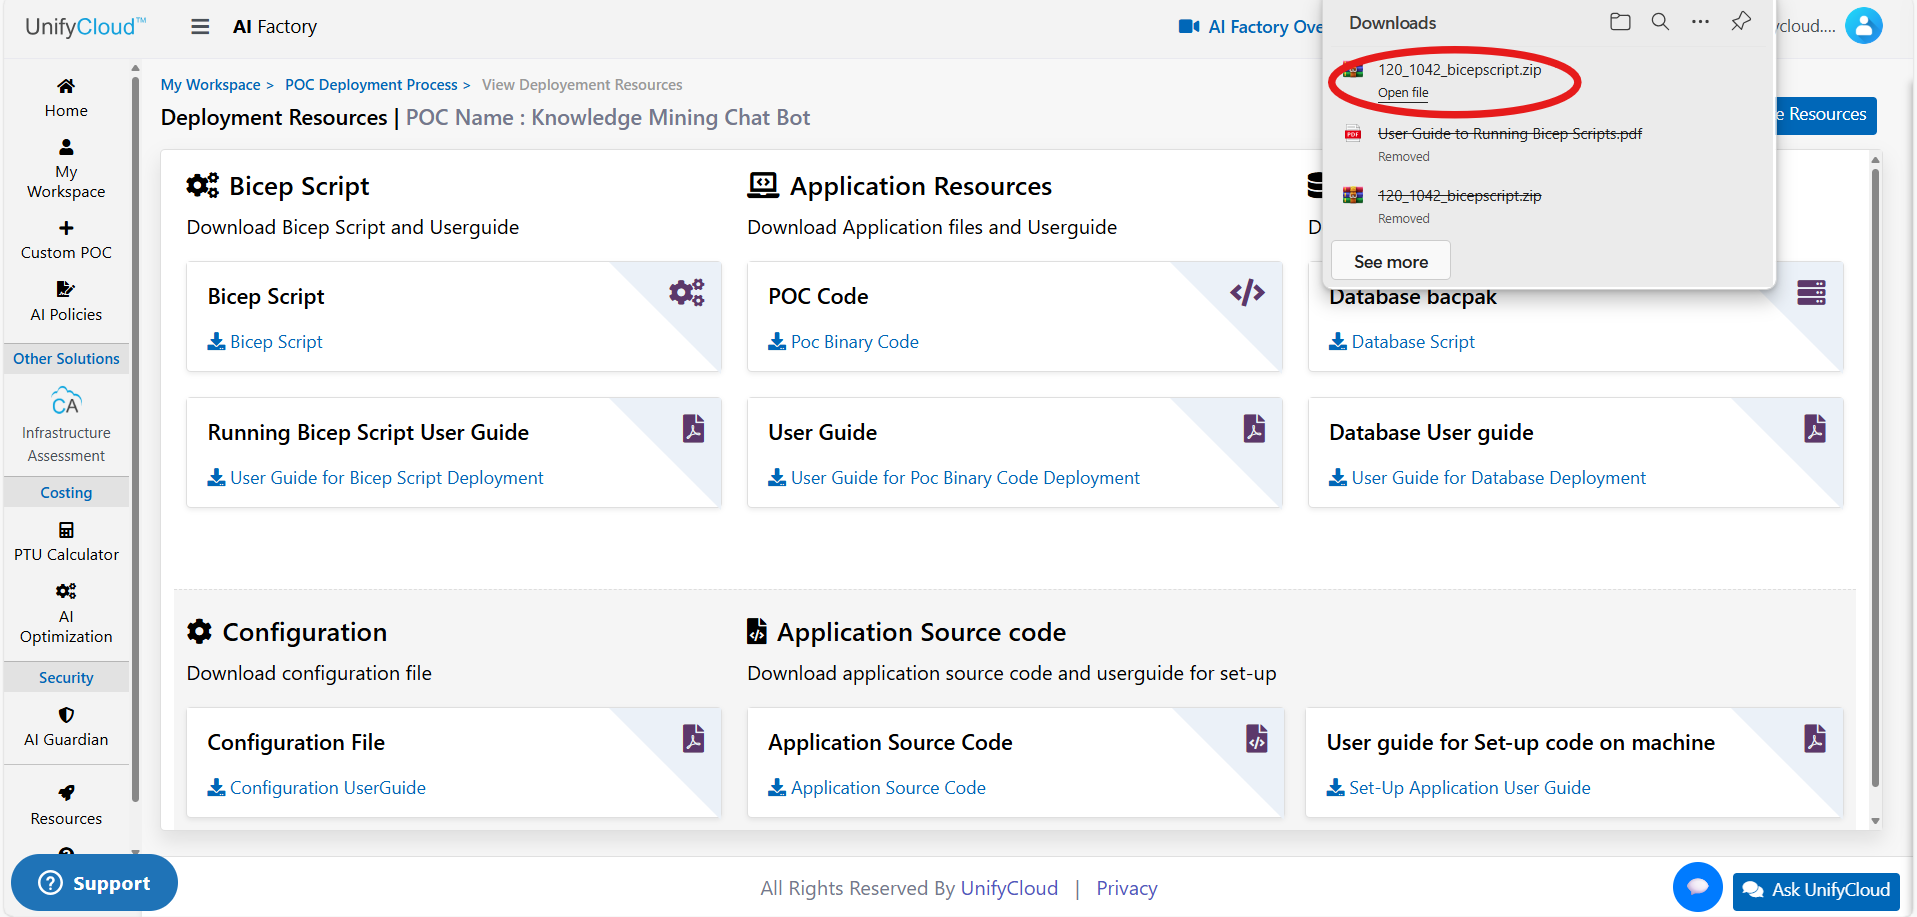 UnifyCloud™
AI Factory
AI Factory Ove
ycloud....
Home
My
Workspace
Custom POC
AI Policies
Other Solutions
CA
Infrastructure
Assessment
Costing
PTU Calculator
AI
Optimization
Security
AI Guardian
Resources
Support
My Workspace > POC Deployment Process > View Deployement Resources
Deployment Resources | POC Name : Knowledge Mining Chat Bot
e Resources
Downloads
120_1042_bicepscript.zip
Open file
User Guide to Running Bicep Scripts.pdf
Removed
120_1042_bicepscript.zip
Removed
See more
Bicep Script
Download Bicep Script and Userguide
Bicep Script
Bicep Script
Running Bicep Script User Guide
User Guide for Bicep Script Deployment
Application Resources
Download Application files and Userguide
POC Code
Poc Binary Code
User Guide
User Guide for Poc Binary Code Deployment
D
Database bacpak
Database Script
Database User guide
User Guide for Database Deployment
Configuration
Download configuration file
Configuration File
Configuration UserGuide
Application Source code
Download application source code and userguide for set-up
Application Source Code
Application Source Code
User guide for Set-up code on machine
Set-Up Application User Guide
All Rights Reserved By UnifyCloud | Privacy
Ask UnifyCloud